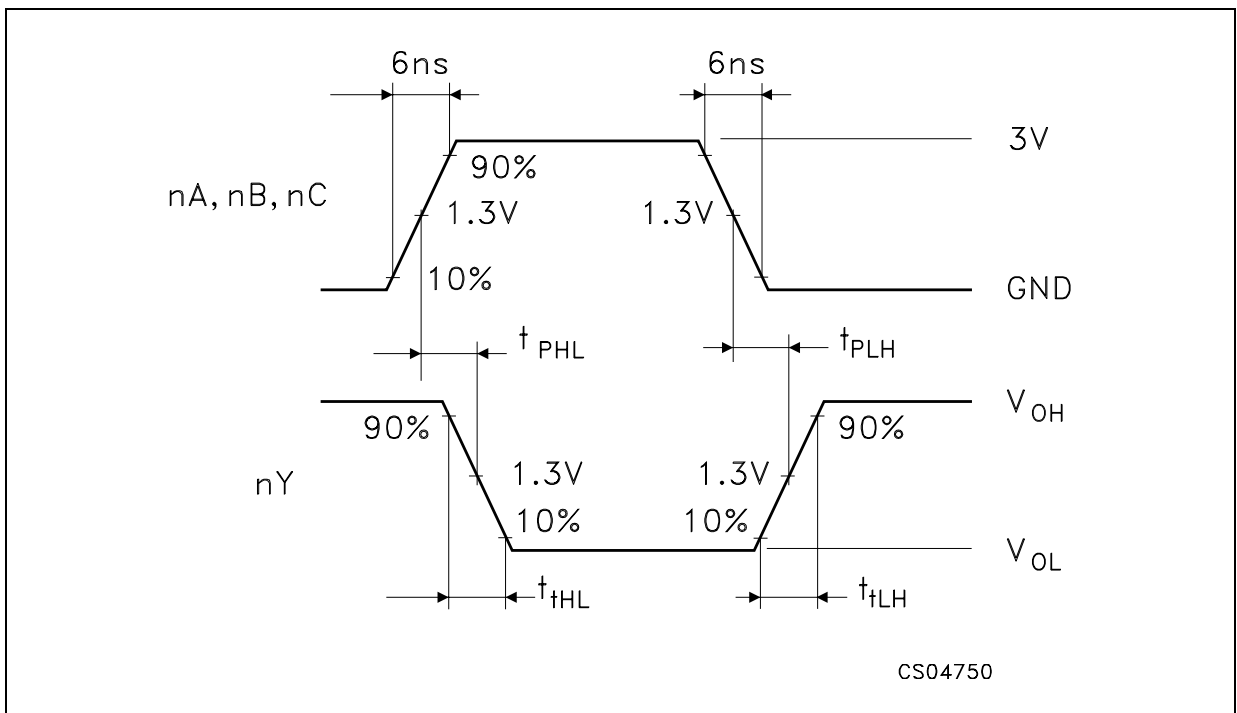 6ns 6ns
3V
90%
nA, nB, nC
1.3V 1.3V
10%
GND
t PHL t PLH
V OH
90% 90%
1.3V 1.3V
nY
10% 10%
V OL
t tHL t tLH
CS04750